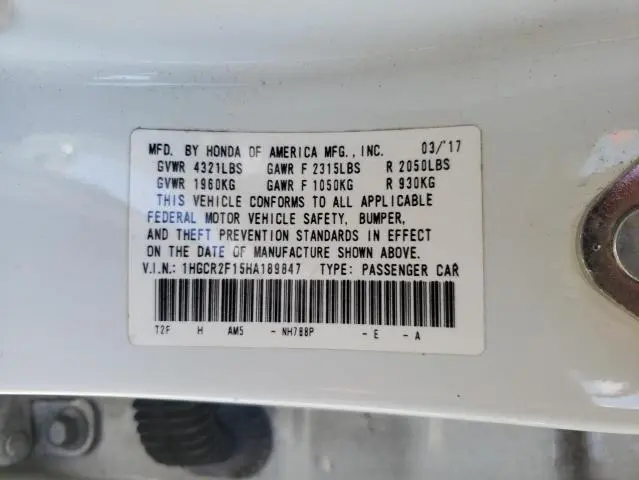 MFD. BY HONDA OF AMERICA MFG., INC. 03/'17
GVWR 4321LBS GAWR F 2315LBS R 2050LBS
GVWR 1960KG GAWR F 1050KG R 930KG
THIS VEHICLE CONFORMS TO ALL APPLICABLE
FEDERAL MOTOR VEHICLE SAFETY, BUMPER,
AND THEFT PREVENTION STANDARDS IN EFFECT
ON THE DATE OF MANUFACTURE SHOWN ABOVE.
V.I.N.: 1HGCR2F15HA189847 TYPE: PASSENGER CAR
T2F H AM5 - NH788P - E - A